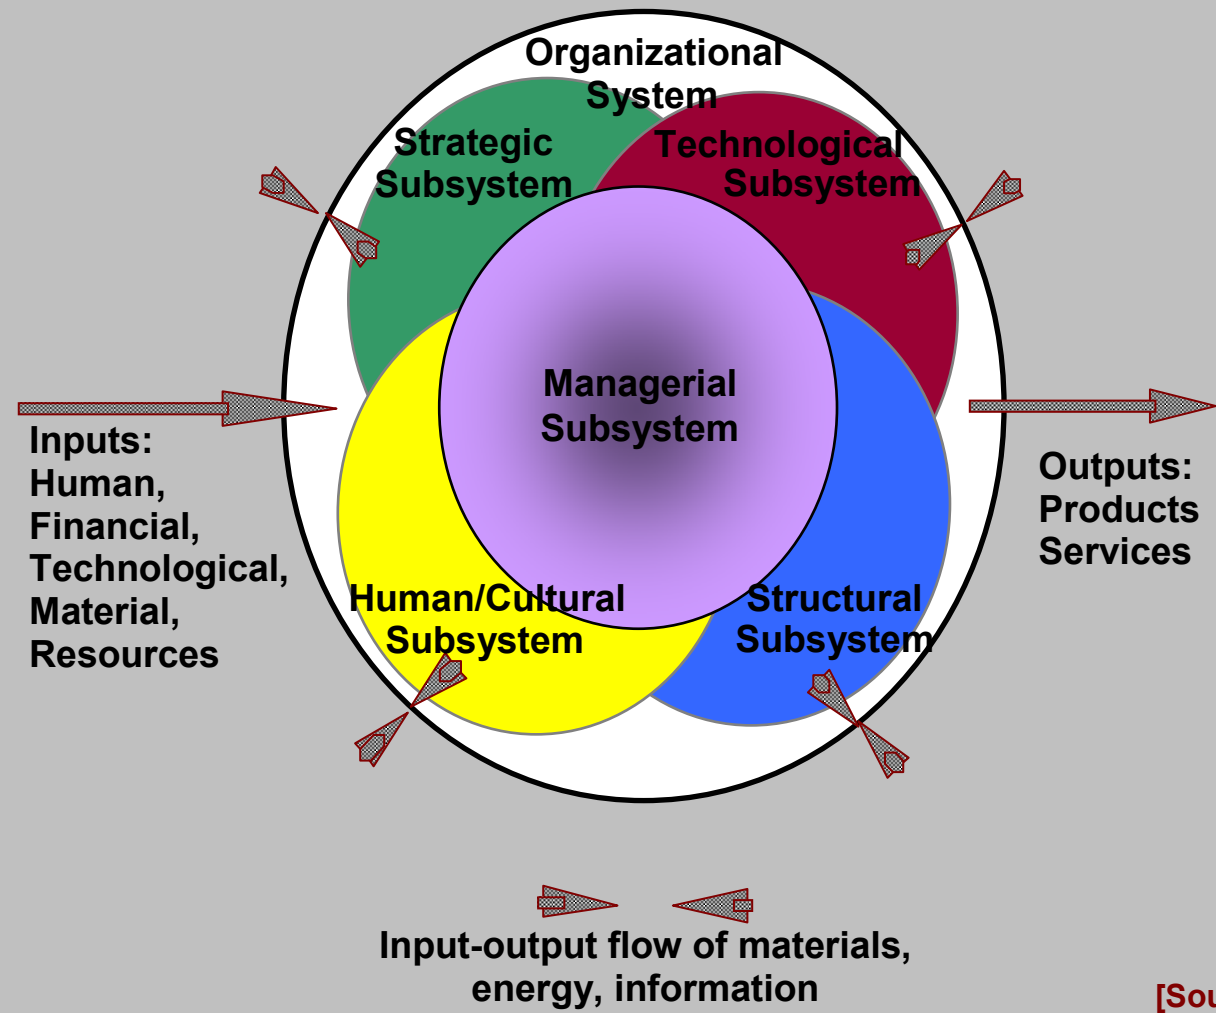 Organizational
System
Strategic
Subsystem
Technological
Subsystem
Managerial
Subsystem
Inputs:
Human,
Financial,
Technological,
Material,
Resources
Outputs:
Products
Services
Human/Cultural
Subsystem
Structural
Subsystem
Input-output flow of materials,
energy, information